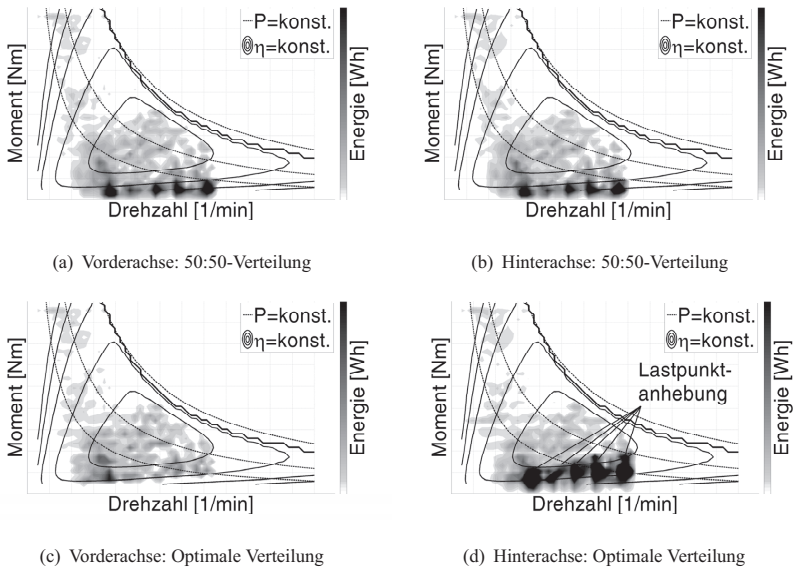 Moment [Nm]
P=konst.
η=konst.
Energie [Wh]
Drehzahl [1/min]
(a) Vorderachse: 50:50-Verteilung
Moment [Nm]
P=konst.
η=konst.
Energie [Wh]
Drehzahl [1/min]
(b) Hinterachse: 50:50-Verteilung
Moment [Nm]
P=konst.
η=konst.
Energie [Wh]
Drehzahl [1/min]
(c) Vorderachse: Optimale Verteilung
Moment [Nm]
P=konst.
η=konst.
Lastpunkt-
anhebung
Energie [Wh]
Drehzahl [1/min]
(d) Hinterachse: Optimale Verteilung